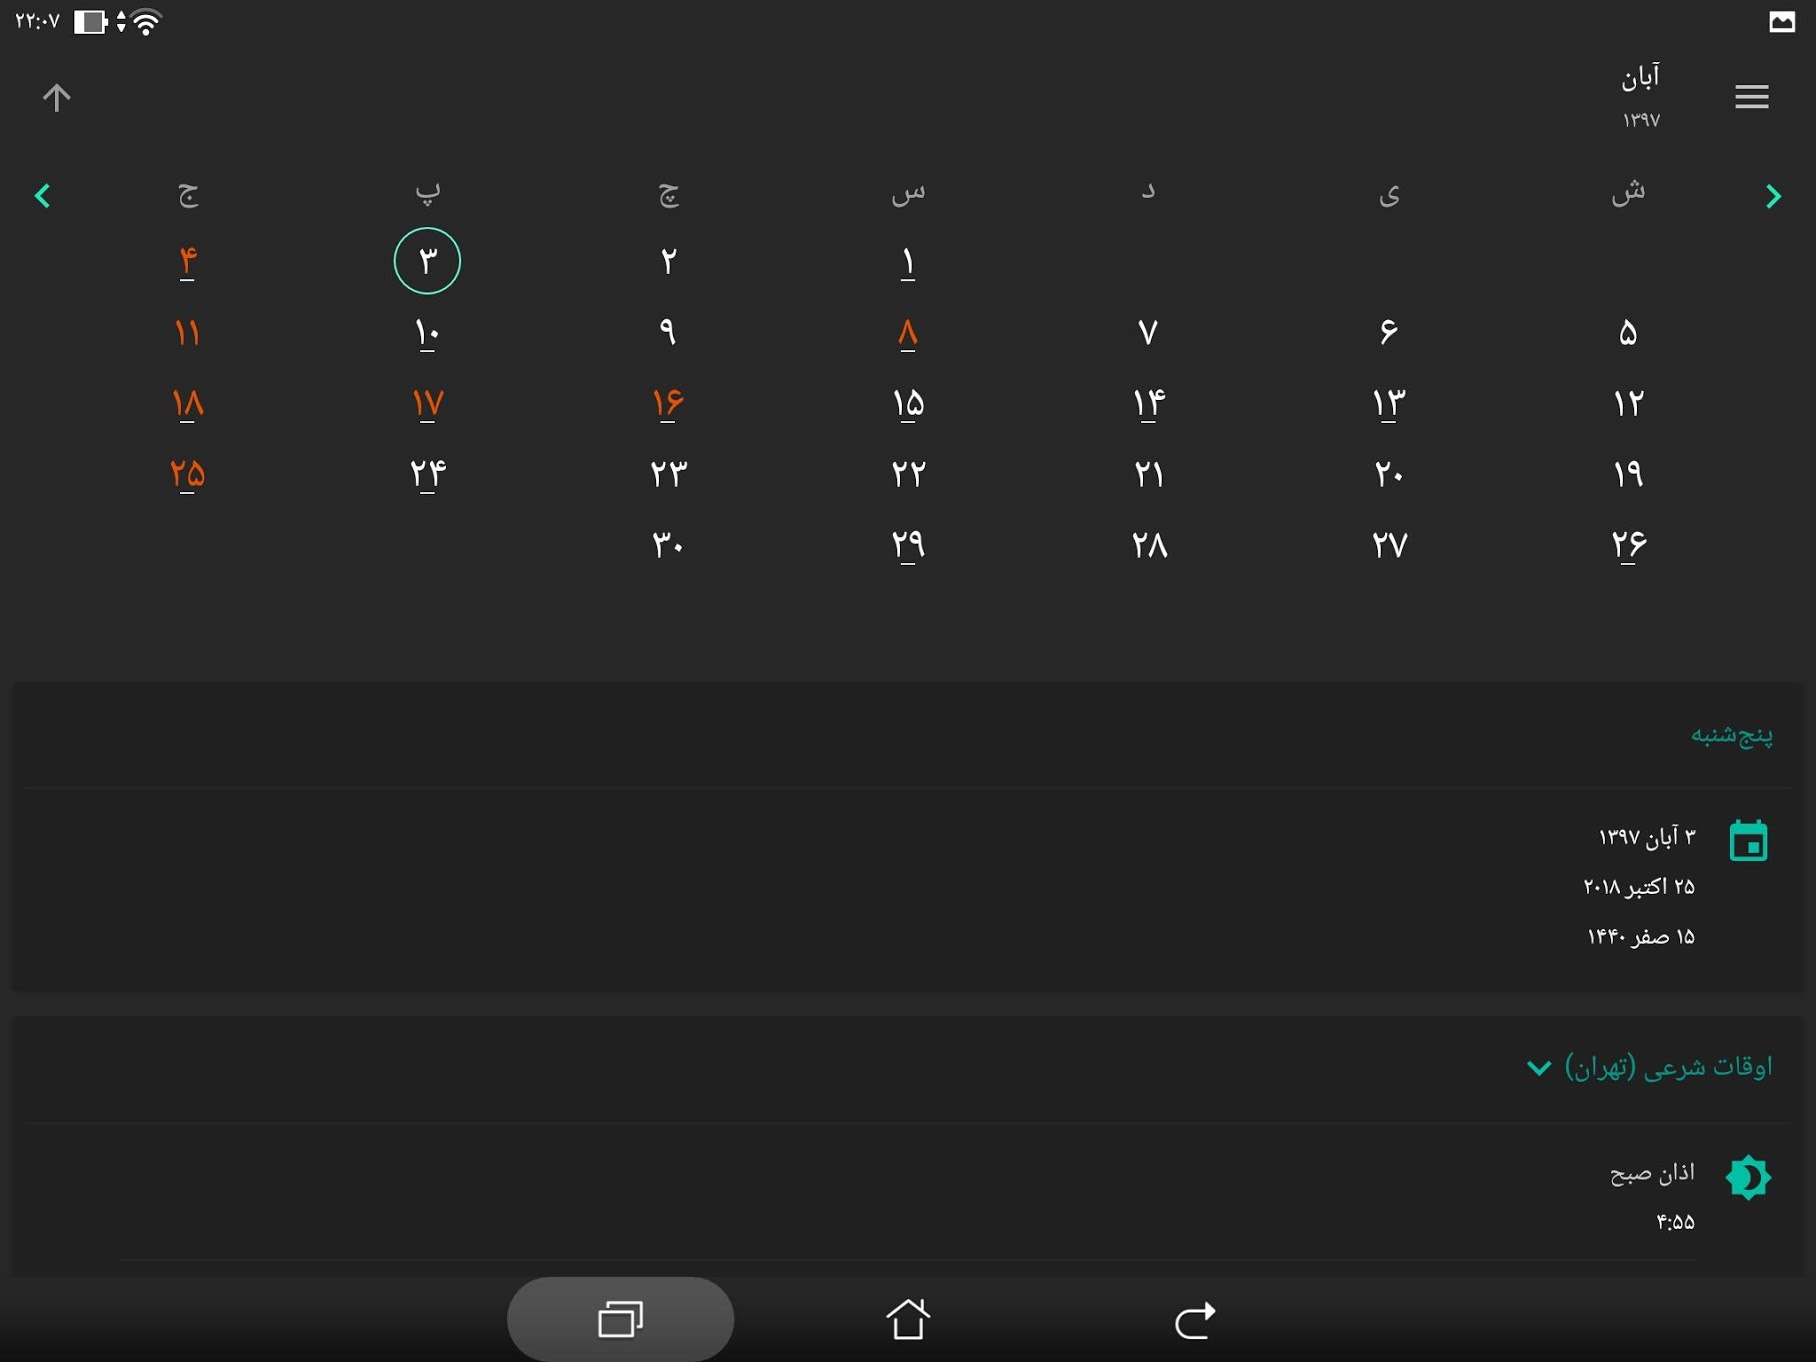 ۲۲:۰۷
آبان
۱۳۹۷
ش ی د س چ پ ج
۱ ۲ ۳ ۴
۵ ۶ ۷ ۸ ۹ ۱۰ ۱۱
۱۲ ۱۳ ۱۴ ۱۵ ۱۶ ۱۷ ۱۸
۱۹ ۲۰ ۲۱ ۲۲ ۲۳ ۲۴ ۲۵
۲۶ ۲۷ ۲۸ ۲۹ ۳۰
پنج‌شنبه
۳ آبان ۱۳۹۷
۲۵ اکتبر ۲۰۱۸
۱۵ صفر ۱۴۴۰
اوقات شرعی (تهران)
اذان صبح
۴:۵۵